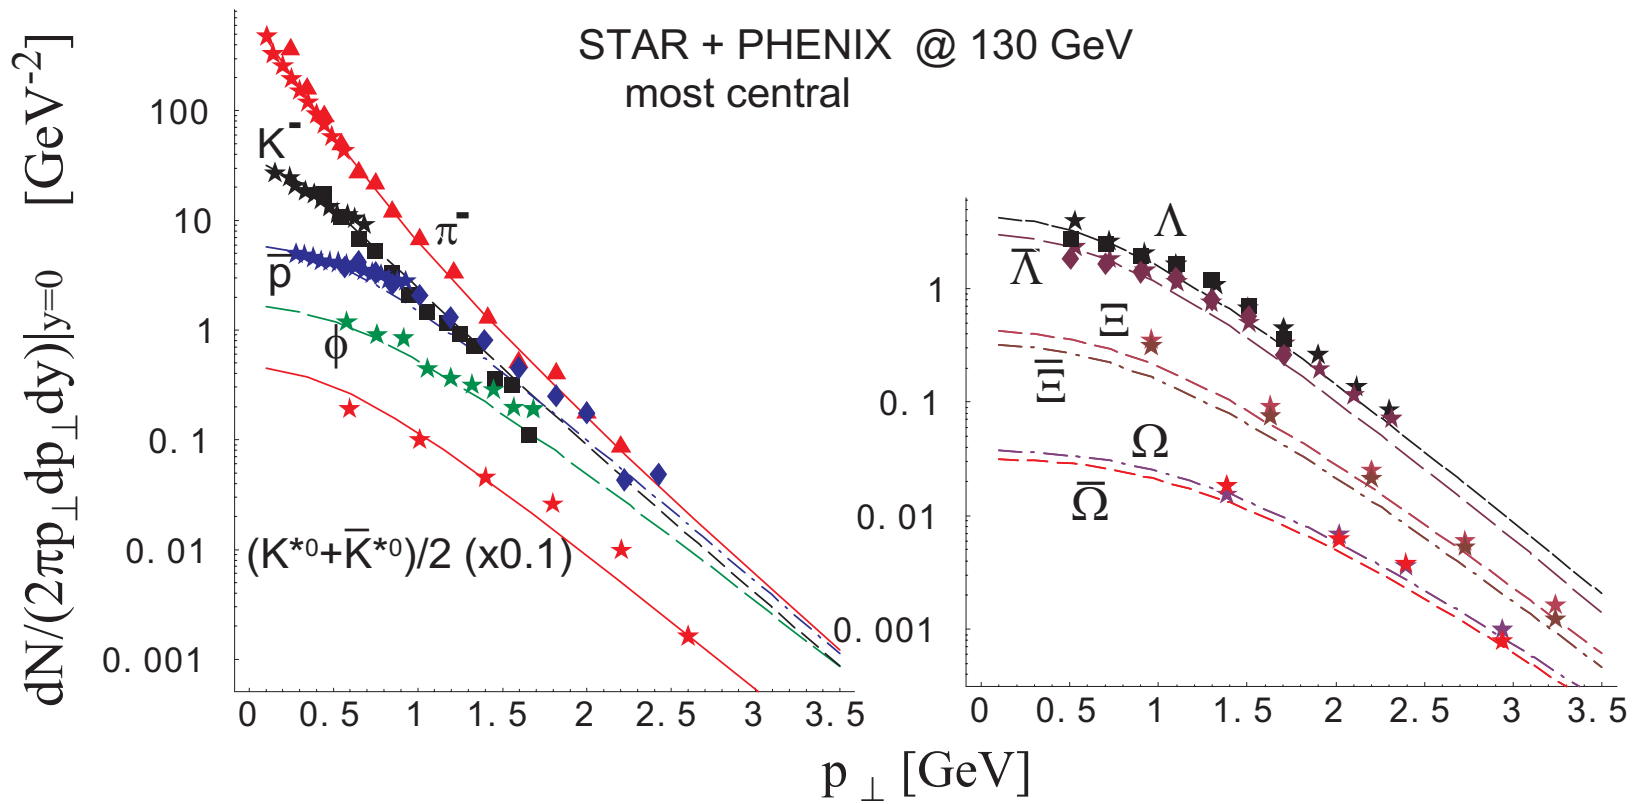 STAR + PHENIX @ 130 GeV
most central
dN/(2πp⊥dp⊥dy)|y=0 [GeV-2]
100
10
1
0.1
0.01
0.001
K-
π-
p̅
ϕ
(K*0+K̅*0)/2 (x0.1)
0 0.5 1 1.5 2 2.5 3 3.5
1
0.1
0.01
0.001
Λ
Λ̅
Ξ
Ξ̅
Ω
Ω̅
0 0.5 1 1.5 2 2.5 3 3.5
p⊥ [GeV]